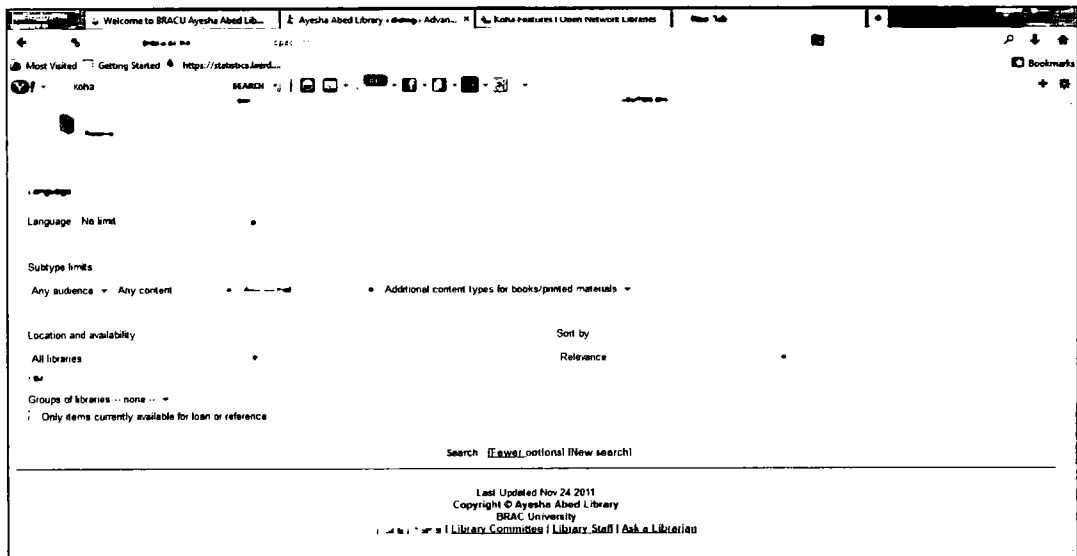 Welcome to BRACU Ayesha Abed Lib... Ayesha Abed Library Advan... × Koha Features | Open Network Libraries
opac
Most Visited Getting Started https://statistics.laerd.... Bookmarks
koha SEARCH
Language No limit
Subtype limits
Any audience Any content Additional content types for books/printed materials
Location and availability Sort by
All libraries Relevance
Groups of libraries -- none --
Only items currently available for loan or reference
Search [Fewer options] [New search]
Last Updated Nov 24 2011
Copyright © Ayesha Abed Library
BRAC University
| Library Committee | Library Staff | Ask a Librarian